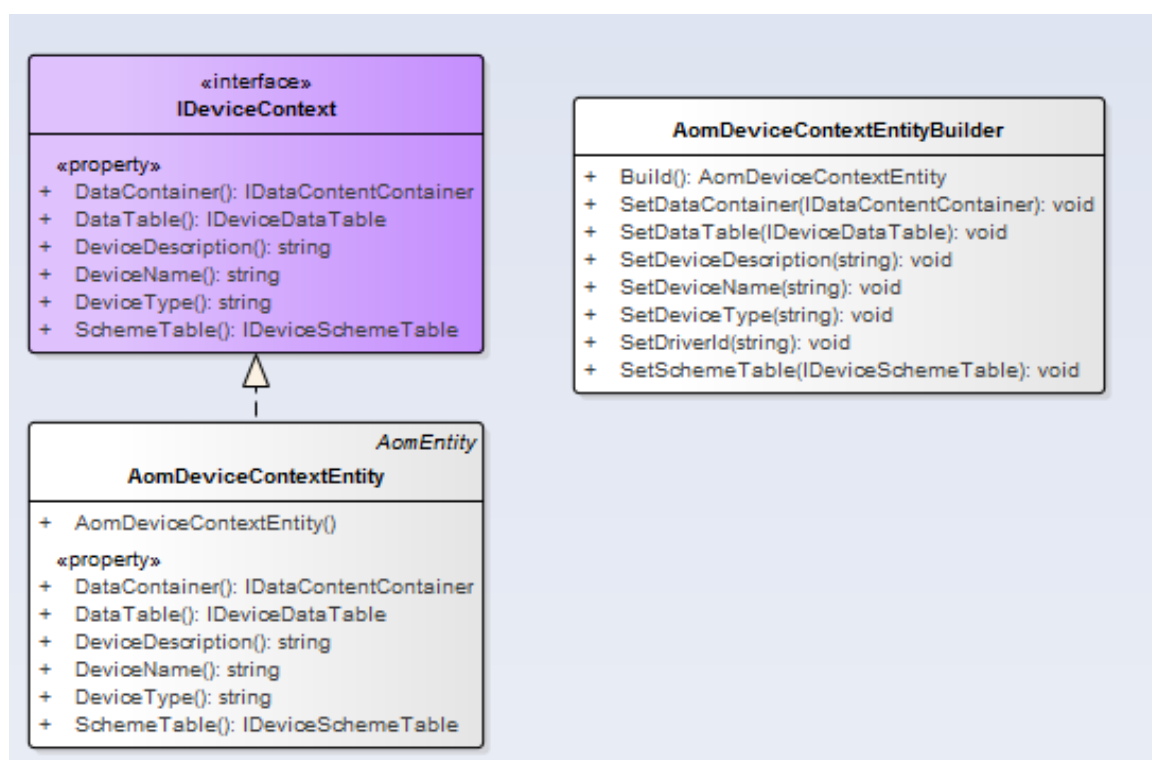 «interface»
IDeviceContext
«property»
+ DataContainer(): IDataContentContainer
+ DataTable(): IDeviceDataTable
+ DeviceDescription(): string
+ DeviceName(): string
+ DeviceType(): string
+ SchemeTable(): IDeviceSchemeTable
AomEntity
AomDeviceContextEntity
+ AomDeviceContextEntity()
«property»
+ DataContainer(): IDataContentContainer
+ DataTable(): IDeviceDataTable
+ DeviceDescription(): string
+ DeviceName(): string
+ DeviceType(): string
+ SchemeTable(): IDeviceSchemeTable
AomDeviceContextEntityBuilder
+ Build(): AomDeviceContextEntity
+ SetDataContainer(IDataContentContainer): void
+ SetDataTable(IDeviceDataTable): void
+ SetDeviceDescription(string): void
+ SetDeviceName(string): void
+ SetDeviceType(string): void
+ SetDriverId(string): void
+ SetSchemeTable(IDeviceSchemeTable): void